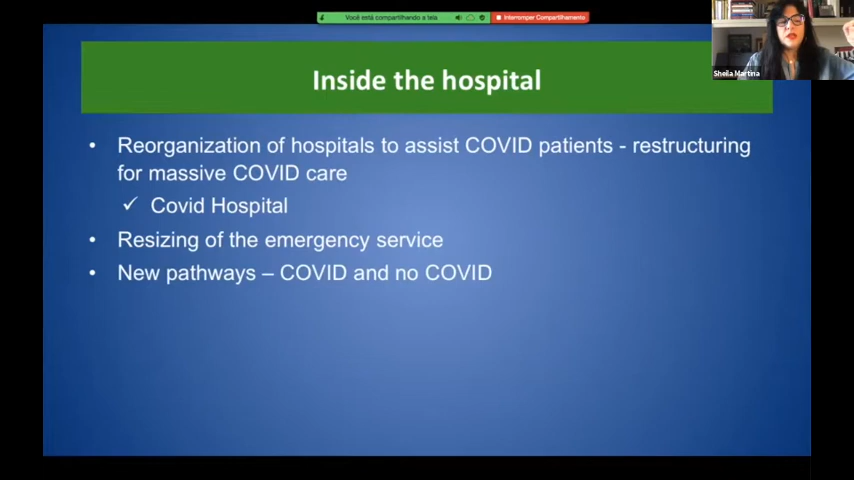 Você está compartilhando a tela
Interromper Compartilhamento
Sheila Martina
Inside the hospital
• Reorganization of hospitals to assist COVID patients - restructuring
for massive COVID care
✓ Covid Hospital
• Resizing of the emergency service
• New pathways – COVID and no COVID